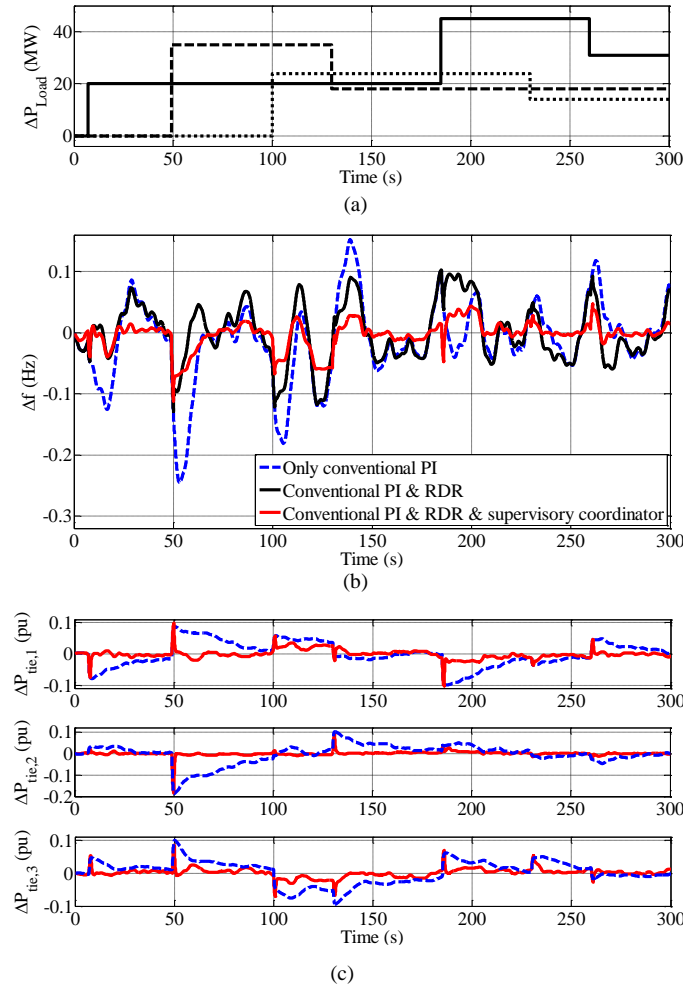 40
20
0
ΔP_Load (MW)
0 50 100 150 200 250 300
Time (s)
(a)
0.1
0
-0.1
-0.2
-0.3
Δf (Hz)
Only conventional PI
Conventional PI & RDR
Conventional PI & RDR & supervisory coordinator
0 50 100 150 200 250 300
Time (s)
(b)
0.1
0
-0.1
ΔP_tie,1 (pu)
0 50 100 150 200 250 300
0.1
0
-0.1
-0.2
ΔP_tie,2 (pu)
0 50 100 150 200 250 300
0.1
0
-0.1
ΔP_tie,3 (pu)
0 50 100 150 200 250 300
Time (s)
(c)